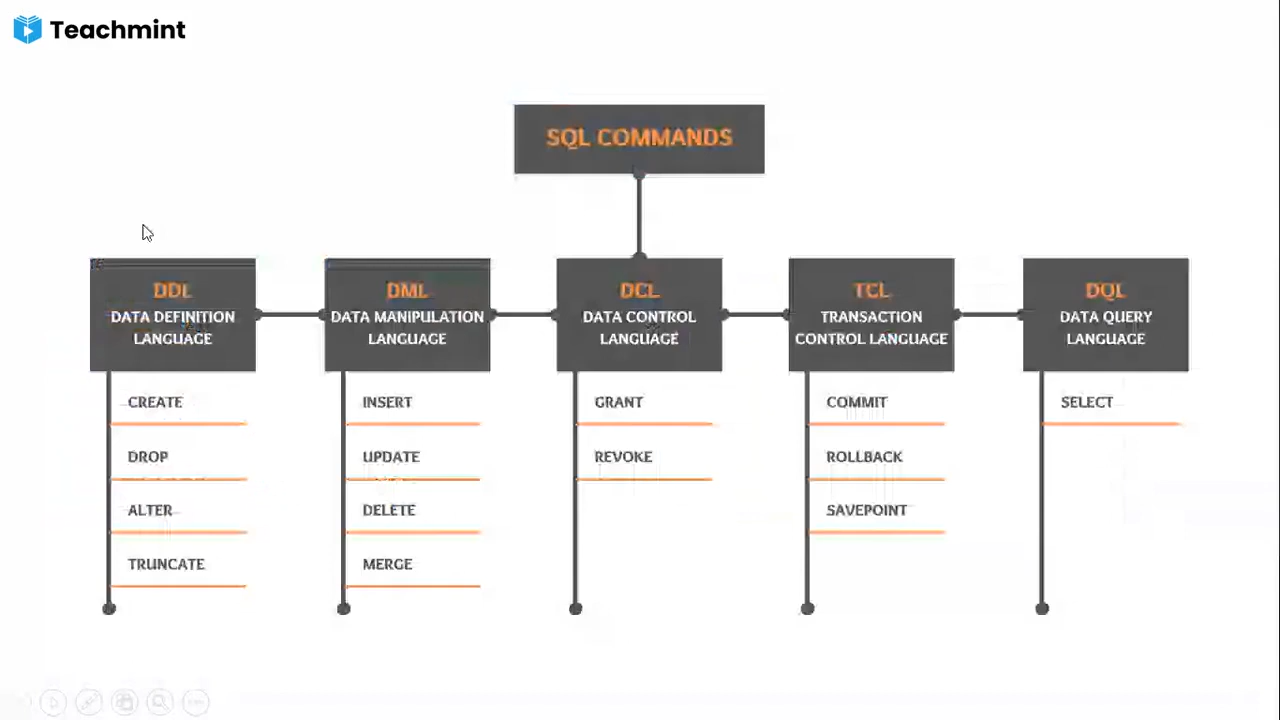 Teachmint
SQL COMMANDS
DDL
DATA DEFINITION
LANGUAGE
CREATE
DROP
ALTER
TRUNCATE
DML
DATA MANIPULATION
LANGUAGE
INSERT
UPDATE
DELETE
MERGE
DCL
DATA CONTROL
LANGUAGE
GRANT
REVOKE
TCL
TRANSACTION
CONTROL LANGUAGE
COMMIT
ROLLBACK
SAVEPOINT
DQL
DATA QUERY
LANGUAGE
SELECT